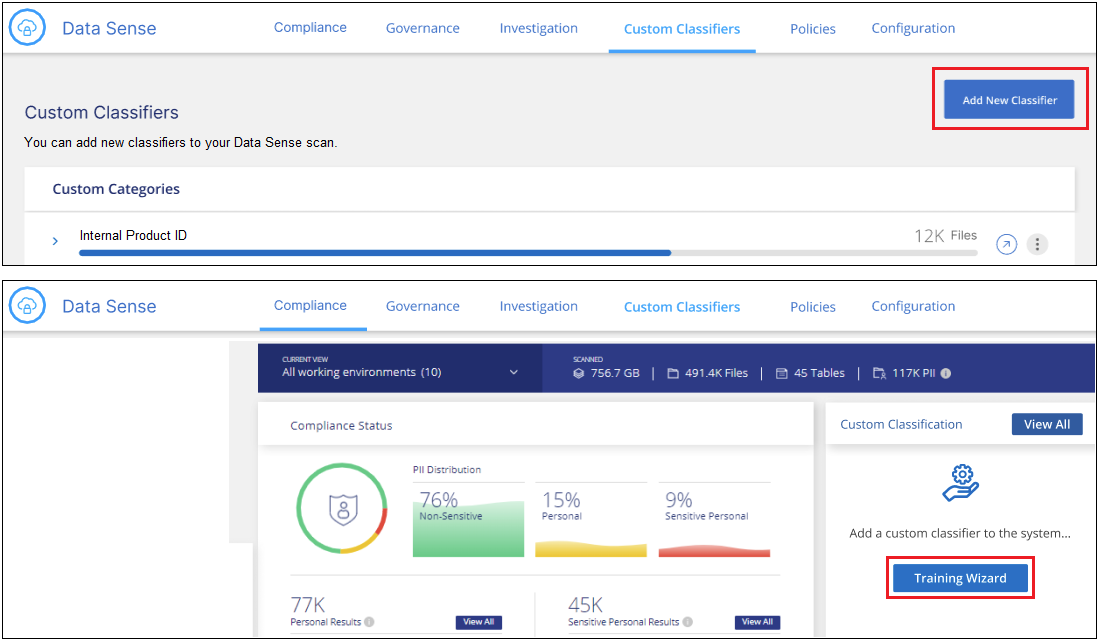 Data Sense
Compliance
Governance
Investigation
Custom Classifiers
Policies
Configuration
Add New Classifier
Custom Classifiers
You can add new classifiers to your Data Sense scan.
Custom Categories
Internal Product ID
12K Files
Data Sense
Compliance
Governance
Investigation
Custom Classifiers
Policies
Configuration
CURRENT VIEW
All working environments (10)
SCANNED
756.7 GB | 491.4K Files | 45 Tables | 117K PII
Compliance Status
PII Distribution
76%
Non-Sensitive
15%
Personal
9%
Sensitive Personal
77K
Personal Results
View All
45K
Sensitive Personal Results
View All
Custom Classification
View All
Add a custom classifier to the system...
Training Wizard